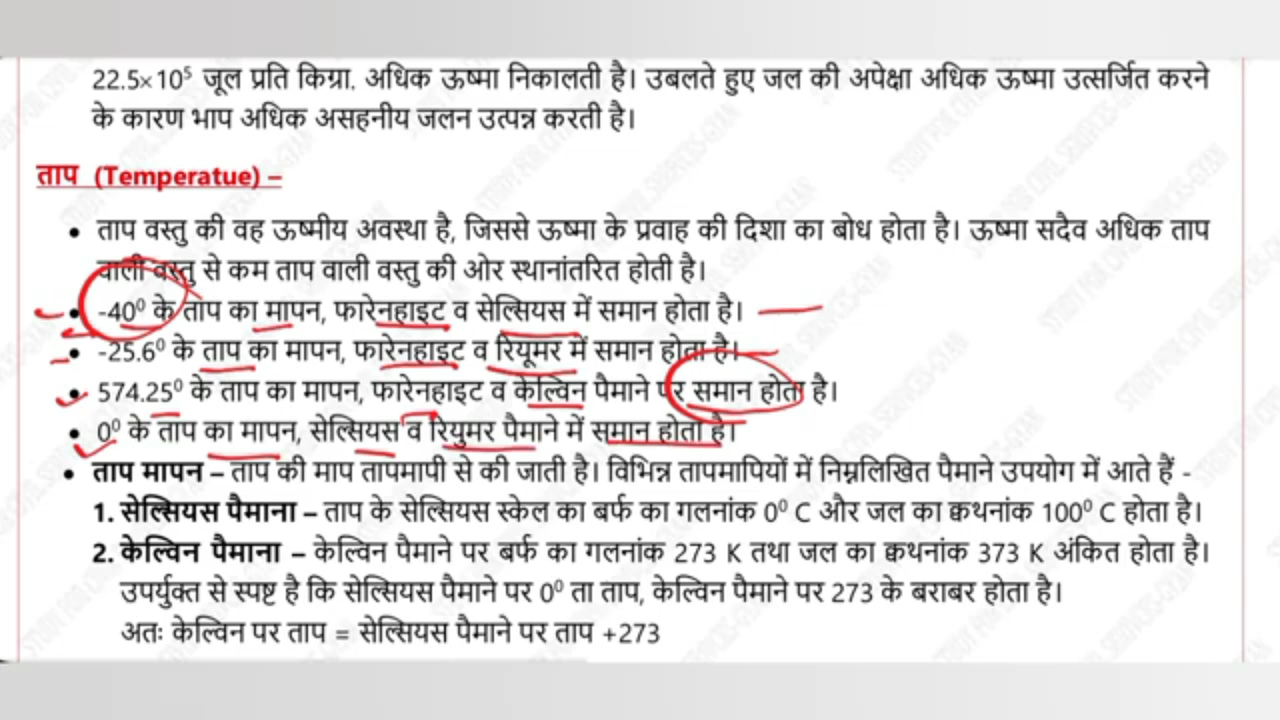 22.5×10⁵ जूल प्रति किग्रा. अधिक ऊष्मा निकालती है। उबलते हुए जल की अपेक्षा अधिक ऊष्मा उत्सर्जित करने
के कारण भाप अधिक असहनीय जलन उत्पन्न करती है।
ताप (Temperatue) –
• ताप वस्तु की वह ऊष्मीय अवस्था है, जिससे ऊष्मा के प्रवाह की दिशा का बोध होता है। ऊष्मा सदैव अधिक ताप
वाली वस्तु से कम ताप वाली वस्तु की ओर स्थानांतरित होती है।
• -40⁰ के ताप का मापन, फारेनहाइट व सेल्सियस में समान होता है।
• -25.6⁰ के ताप का मापन, फारेनहाइट व रियूमर में समान होता है।
• 574.25⁰ के ताप का मापन, फारेनहाइट व केल्विन पैमाने पर समान होता है।
• 0⁰ के ताप का मापन, सेल्सियस व रियुमर पैमाने में समान होता है।
• ताप मापन – ताप की माप तापमापी से की जाती है। विभिन्न तापमापियों में निम्नलिखित पैमाने उपयोग में आते हैं -
1. सेल्सियस पैमाना – ताप के सेल्सियस स्केल का बर्फ का गलनांक 0⁰ C और जल का क्वथनांक 100⁰ C होता है।
2. केल्विन पैमाना – केल्विन पैमाने पर बर्फ का गलनांक 273 K तथा जल का क्वथनांक 373 K अंकित होता है।
उपर्युक्त से स्पष्ट है कि सेल्सियस पैमाने पर 0⁰ ता ताप, केल्विन पैमाने पर 273 के बराबर होता है।
अतः केल्विन पर ताप = सेल्सियस पैमाने पर ताप +273